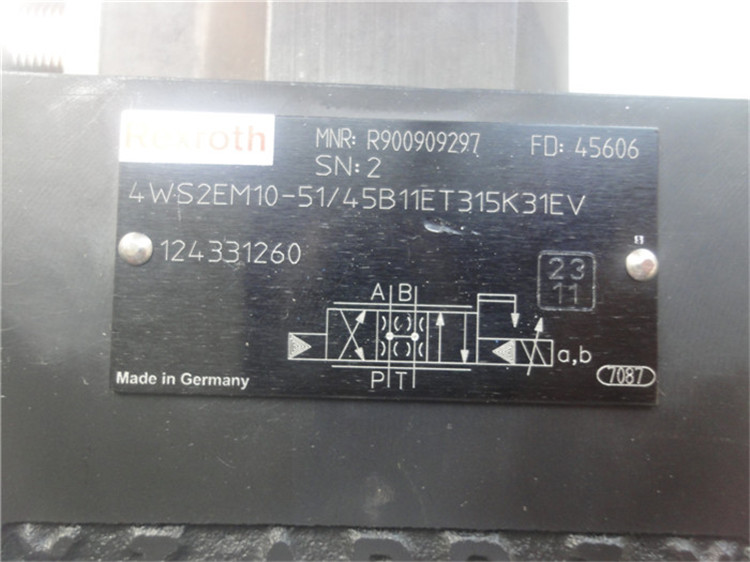 Rexroth MNR: R900909297 FD: 45606
SN: 2
4WS2EM10-51/45B11ET315K31EV
124331260
23
11
A B
a,b
P T
Made in Germany
7087